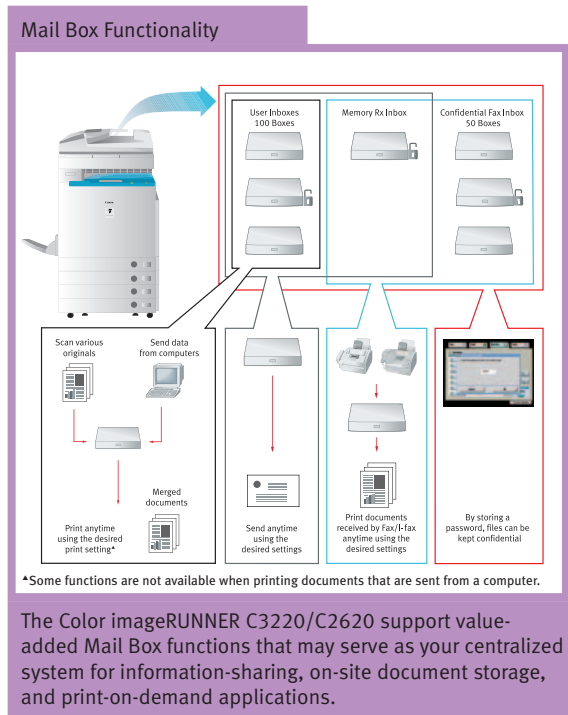 Mail Box Functionality
User Inboxes
100 Boxes
Memory Rx Inbox
Confidential Fax Inbox
50 Boxes
Canon
Scan various
originals
Send data
from computers
Merged
documents
Print anytime
using the desired
print setting▲
Send anytime
using the
desired settings
Print documents
received by Fax/I-fax
anytime using the
desired settings
By storing a
password, files can be
kept confidential
▲Some functions are not available when printing documents that are sent from a computer.
The Color imageRUNNER C3220/C2620 support value-
added Mail Box functions that may serve as your centralized
system for information-sharing, on-site document storage,
and print-on-demand applications.